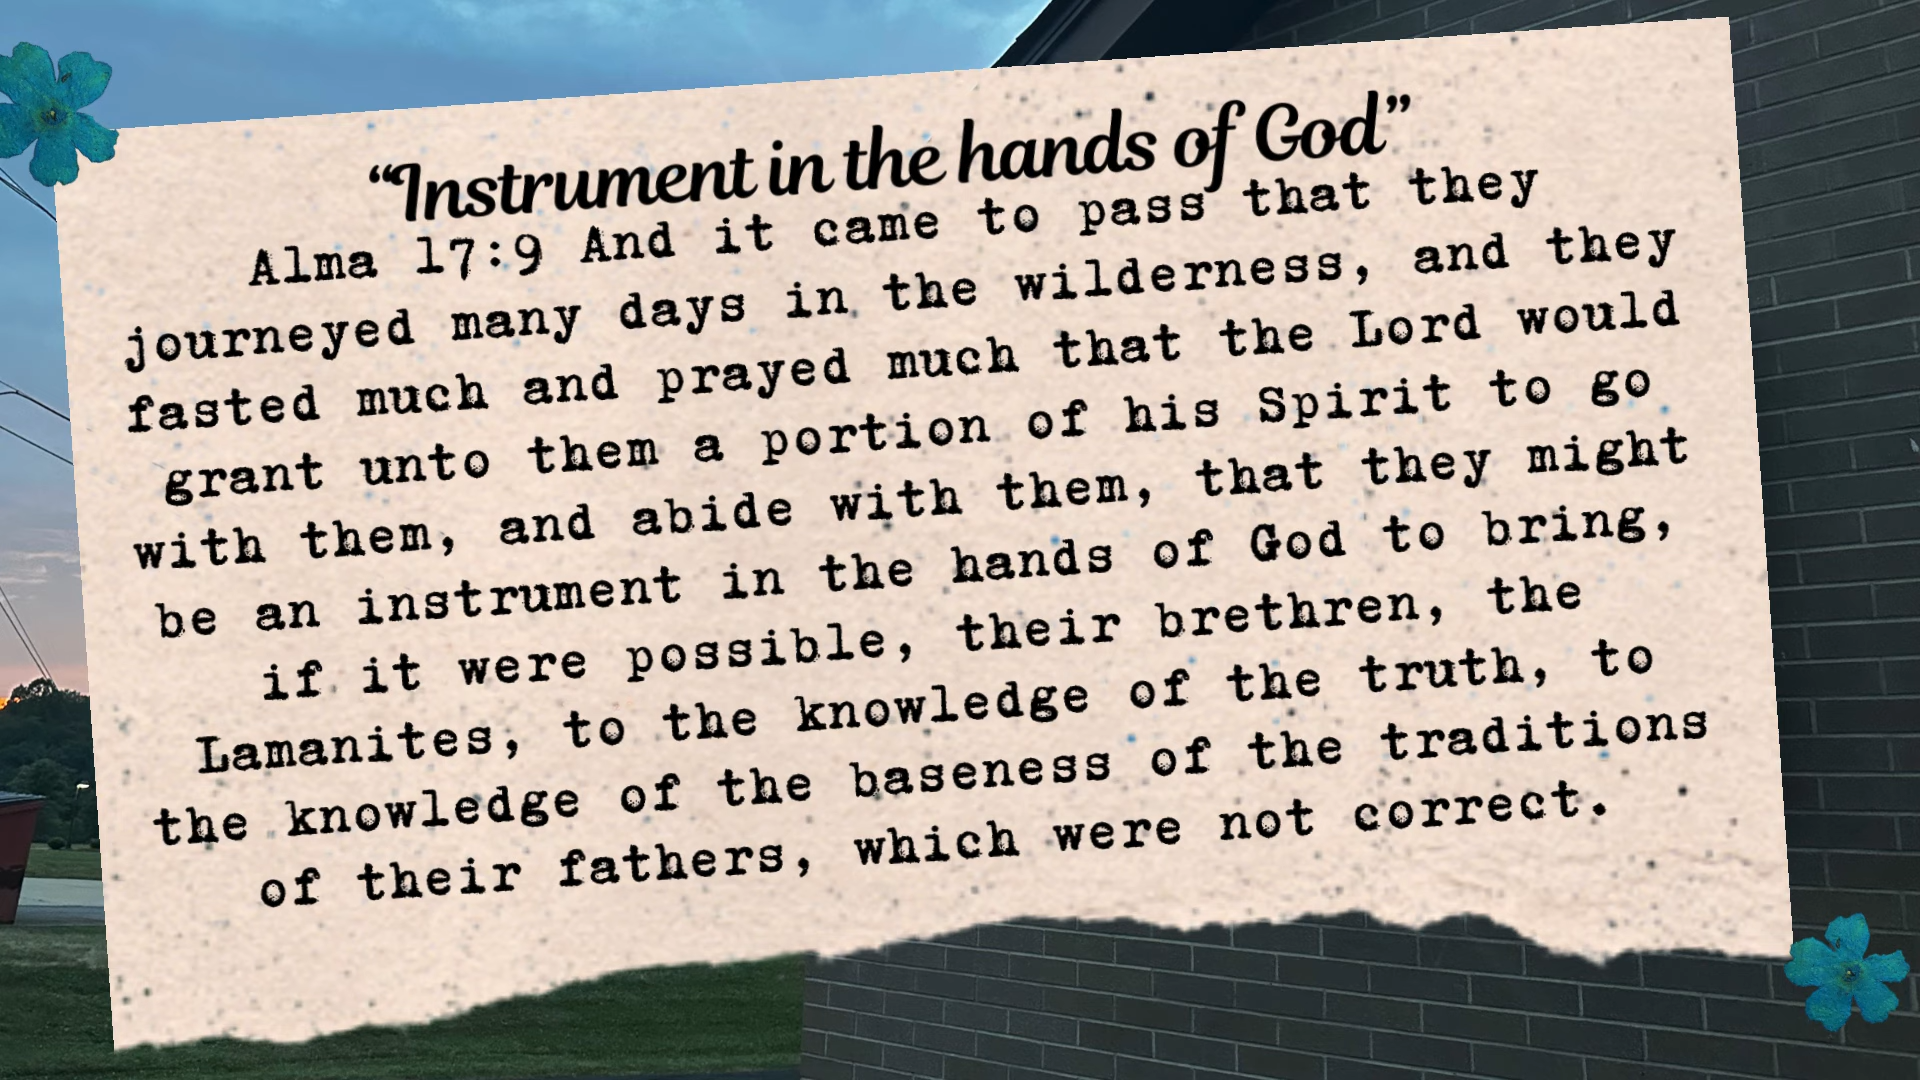 “Instrument in the hands of God”
Alma 17:9 And it came to pass that they
journeyed many days in the wilderness, and they
fasted much and prayed much that the Lord would
grant unto them a portion of his Spirit to go
with them, and abide with them, that they might
be an instrument in the hands of God to bring,
if it were possible, their brethren, the
Lamanites, to the knowledge of the truth, to
the knowledge of the baseness of the traditions
of their fathers, which were not correct.